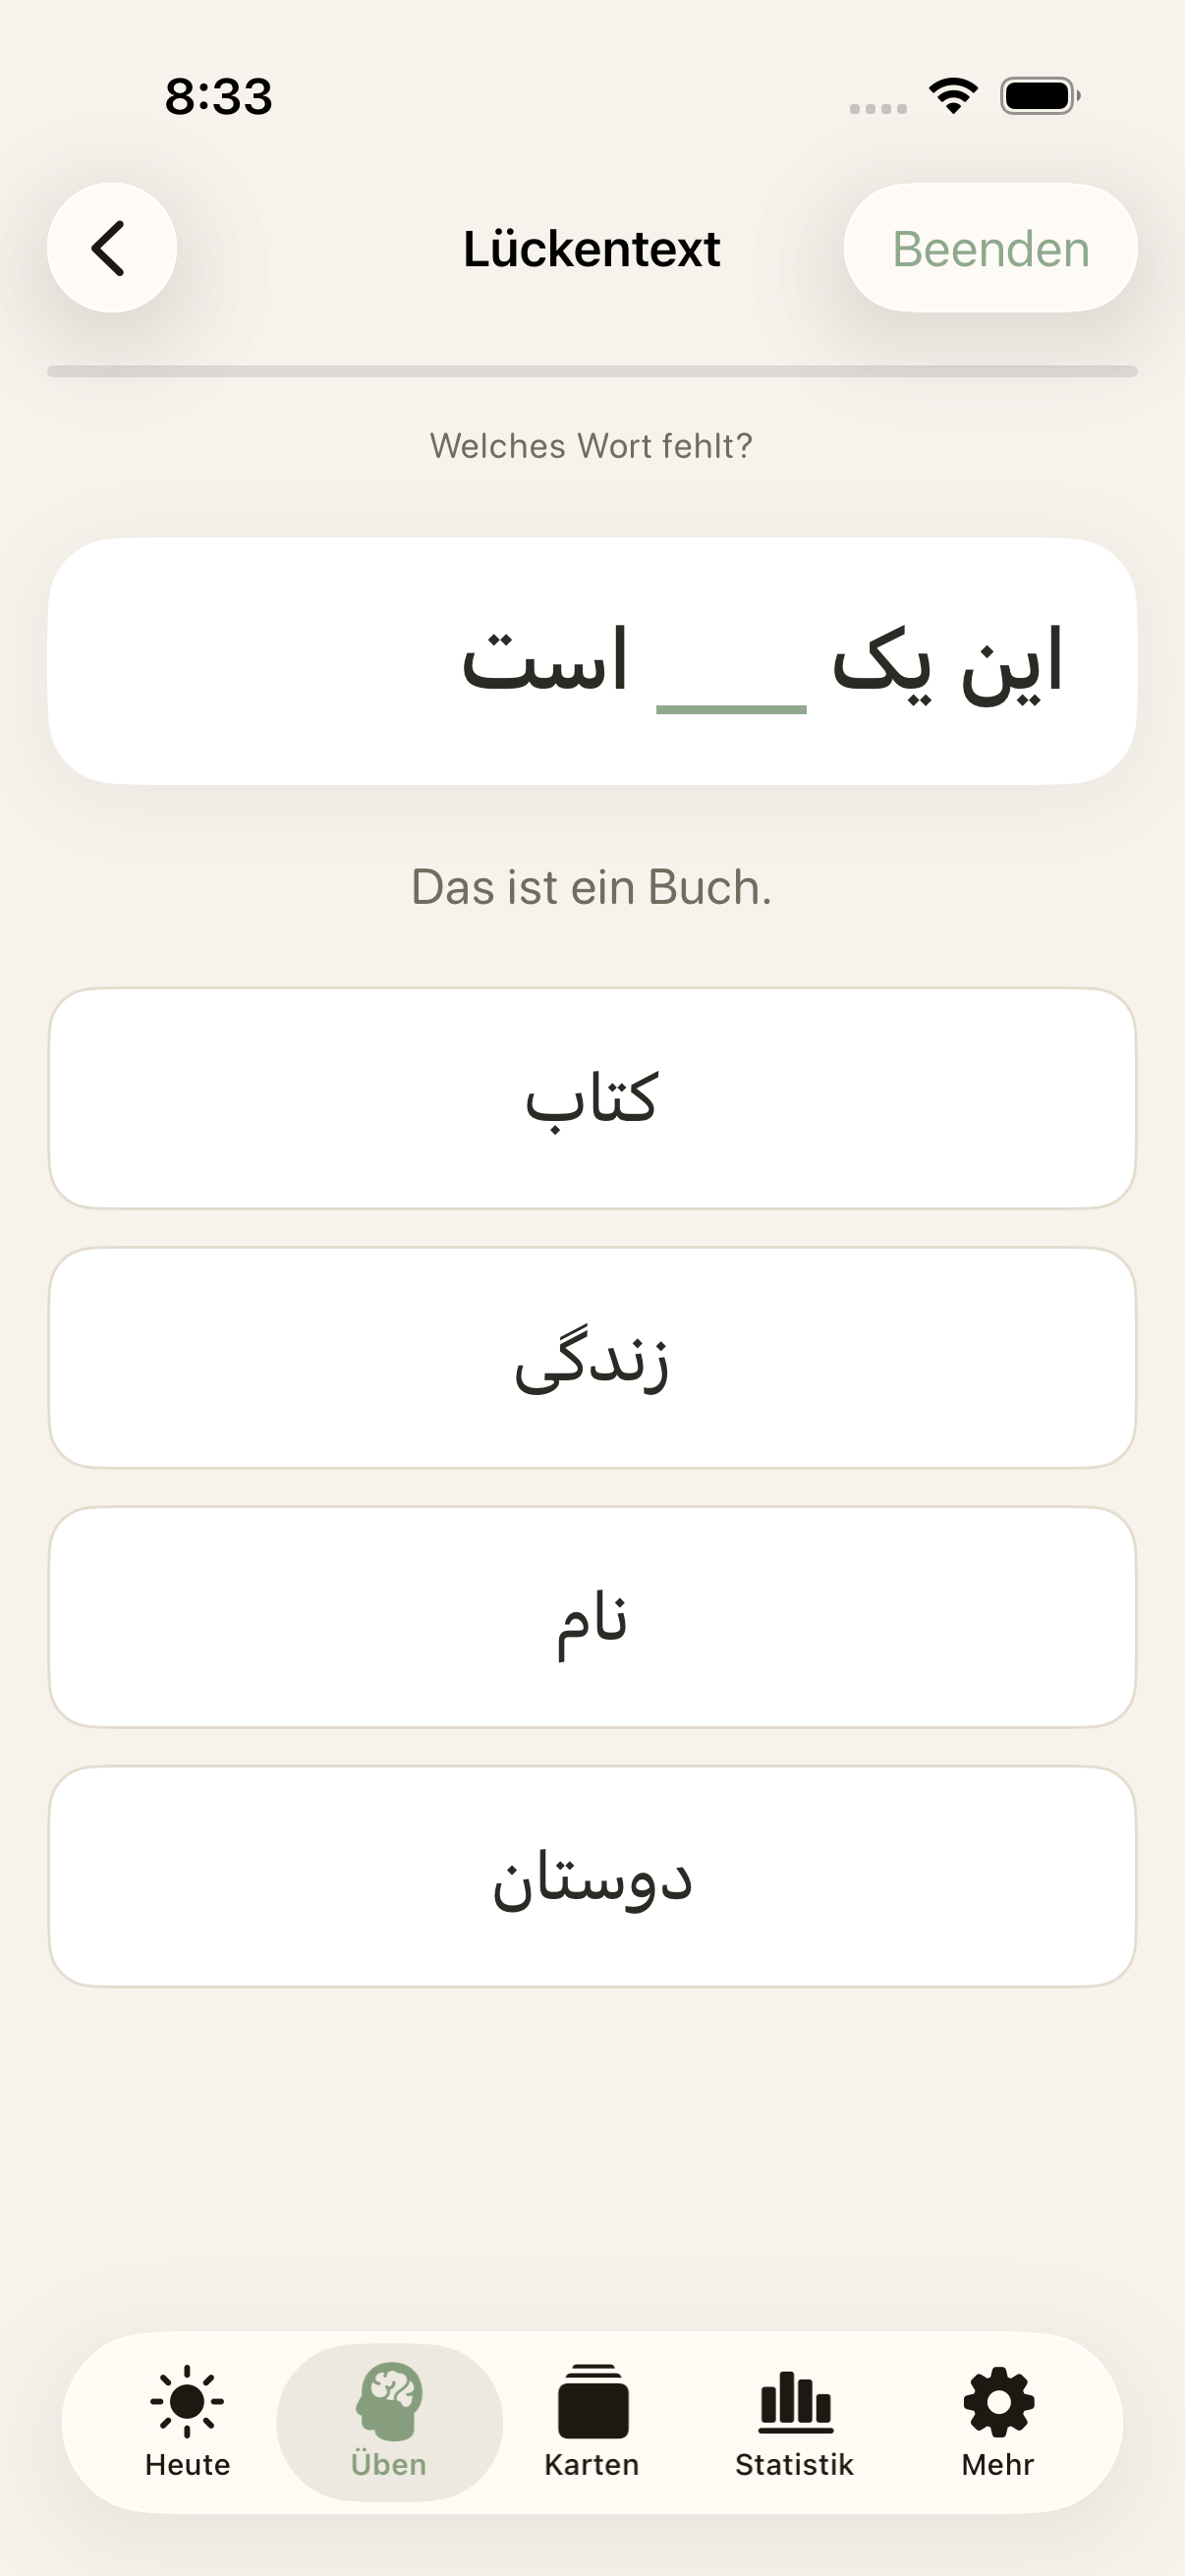 8:33
Lückentext
Beenden
Welches Wort fehlt?
این یک ___ است
Das ist ein Buch.
کتاب
زندگی
نام
دوستان
Heute
Üben
Karten
Statistik
Mehr